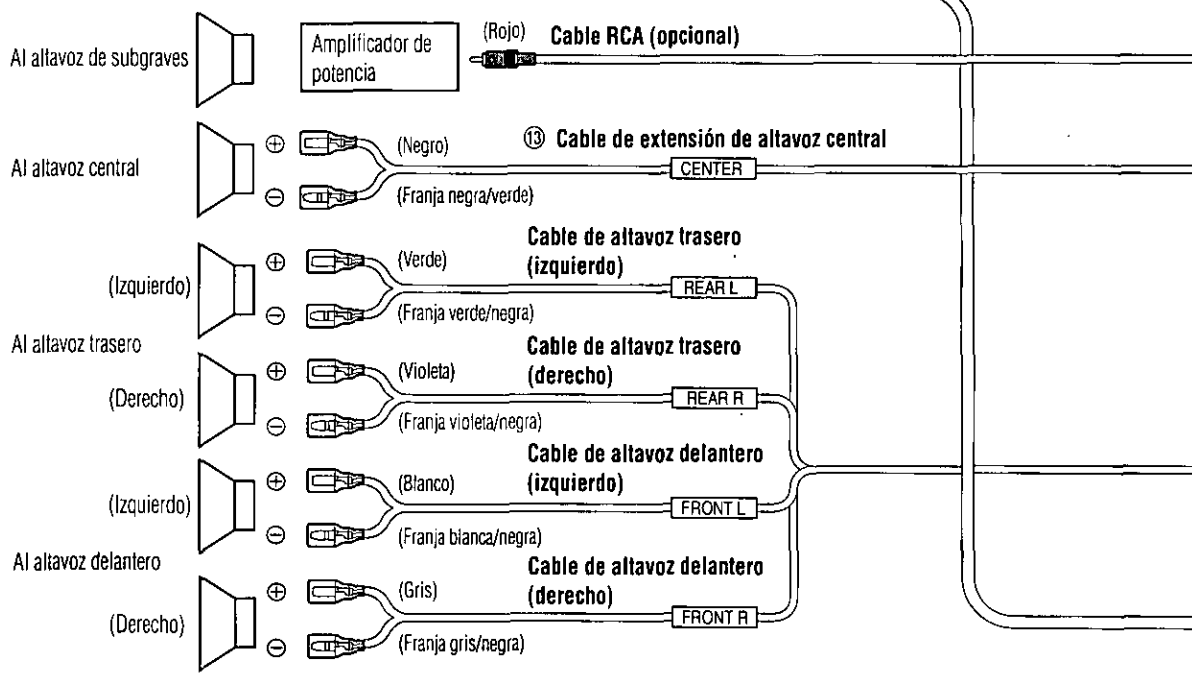 Al altavoz de subgraves
Amplificador de
potencia
(Rojo)
Cable RCA (opcional)
Al altavoz central
⊕
(Negro)
⑬ Cable de extensión de altavoz central
CENTER
⊖
(Franja negra/verde)
Cable de altavoz trasero
(izquierdo)
(Izquierdo)
⊕
(Verde)
REAR L
⊖
(Franja verde/negra)
Al altavoz trasero
Cable de altavoz trasero
(derecho)
(Derecho)
⊕
(Violeta)
REAR R
⊖
(Franja violeta/negra)
Cable de altavoz delantero
(izquierdo)
(Izquierdo)
⊕
(Blanco)
FRONT L
⊖
(Franja blanca/negra)
Al altavoz delantero
Cable de altavoz delantero
(derecho)
(Derecho)
⊕
(Gris)
FRONT R
⊖
(Franja gris/negra)